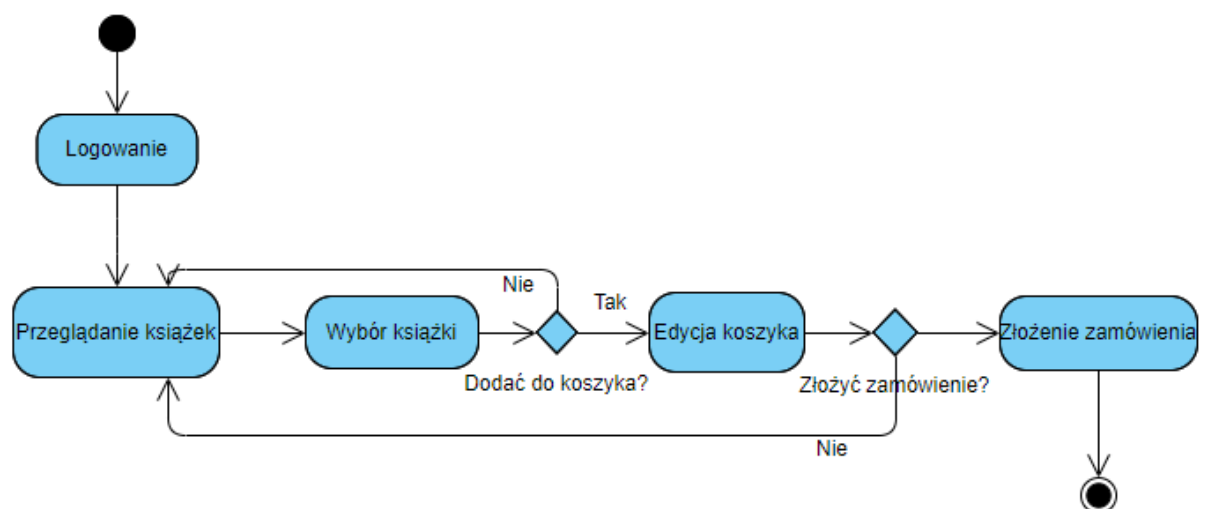 Logowanie
Nie
Tak
Przeglądanie książek
Wybór książki
Edycja koszyka
Złożenie zamówienia
Dodać do koszyka?
Złożyć zamówienie?
Nie